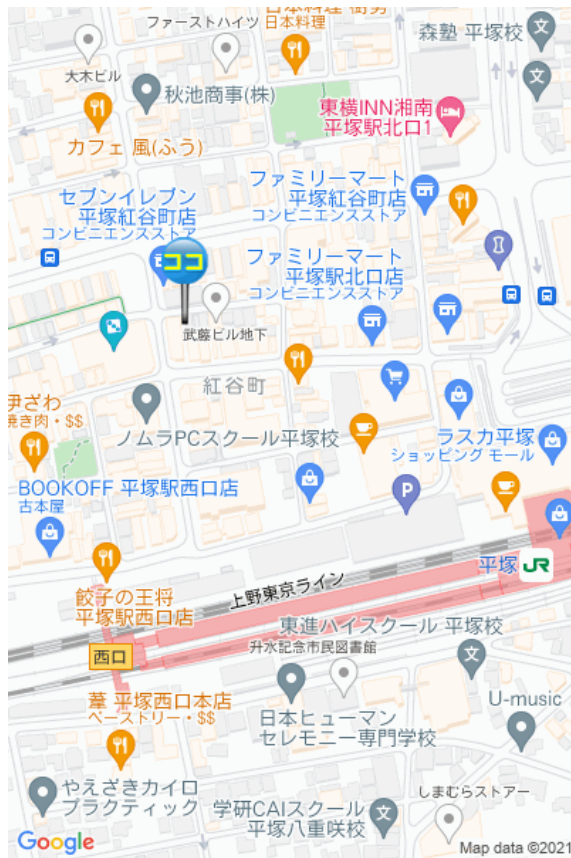 ファーストハイツ
日本料理
森塾 平塚校
大木ビル
秋池商事(株)
東横INN湘南
平塚駅北口1
カフェ 風(ふう)
セブンイレブン
平塚紅谷町店
コンビニエンスストア
ファミリーマート
平塚紅谷町店
コンビニエンスストア
ココ
ファミリーマート
平塚駅北口店
コンビニエンスストア
武藤ビル地下
紅谷町
伊ざわ
焼き肉・$$
ノムラPCスクール平塚校
ラスカ平塚
ショッピング モール
BOOKOFF 平塚駅西口店
古本屋
P
平塚 JR
上野東京ライン
餃子の王将
平塚駅西口店
東進ハイスクール 平塚校
西口
升水記念市民図書館
葦 平塚西口本店
ペーストリー・$$
日本ヒューマン
セレモニー専門学校
U-music
やえざきカイロ
プラクティック
学研CAIスクール
平塚八重咲校
しまむらストアー
Google
Map data ©2021
文
文
文
文